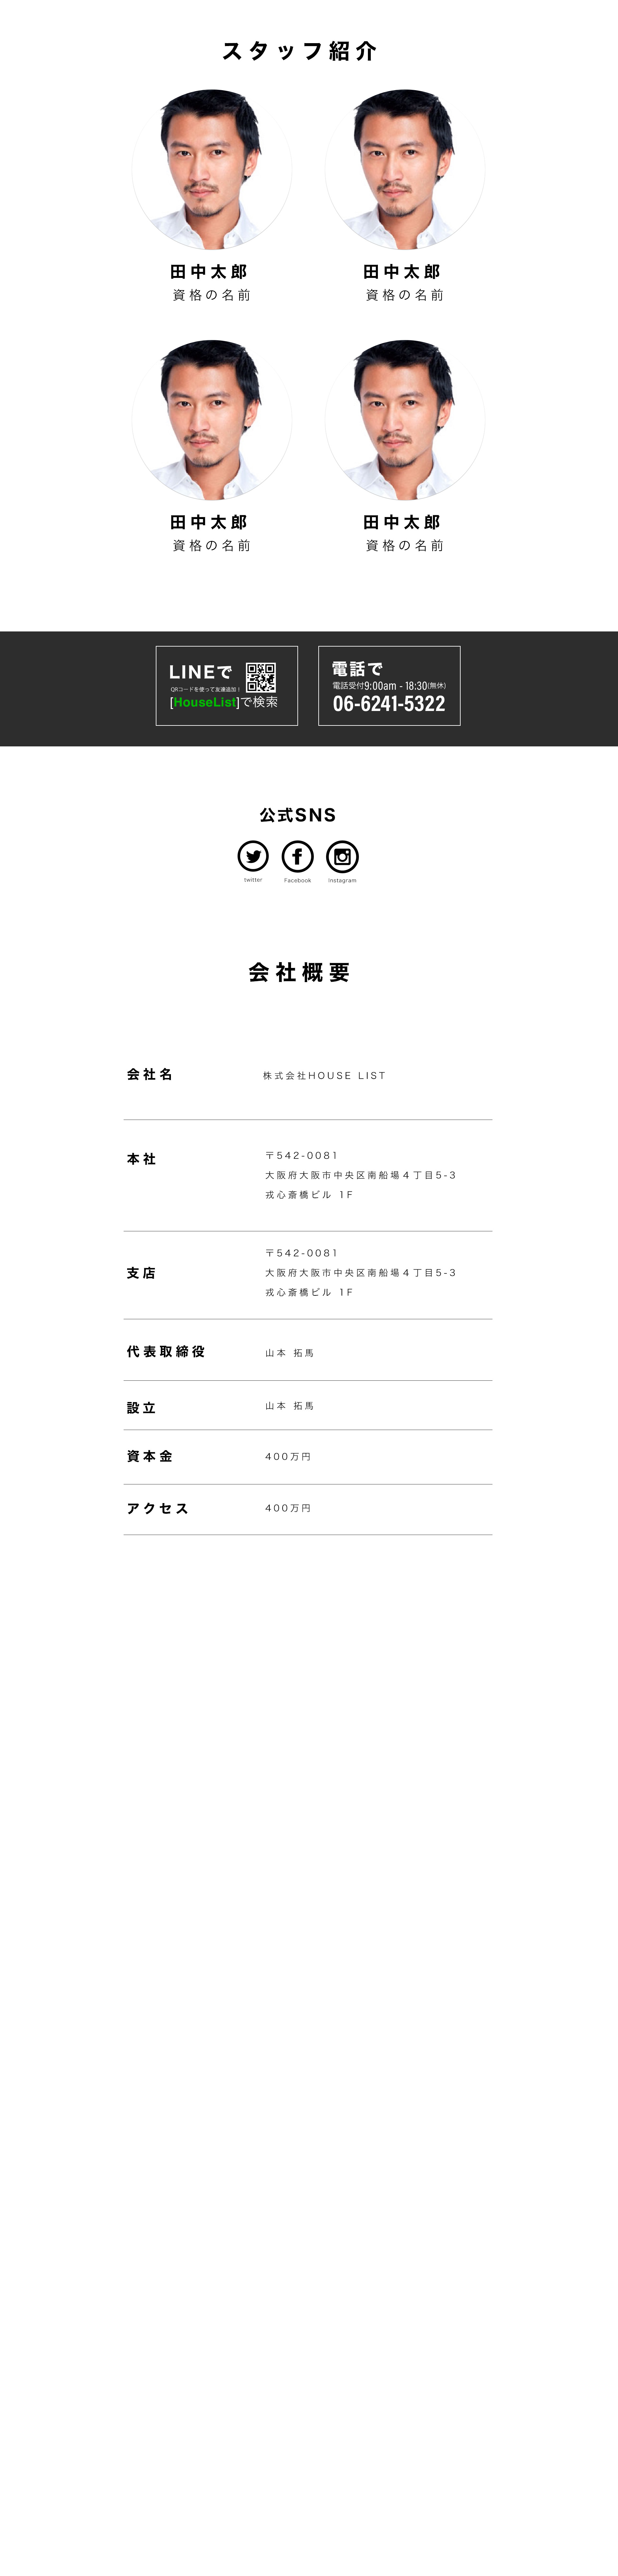 スタッフ紹介
田中太郎
資格の名前
田中太郎
資格の名前
田中太郎
資格の名前
田中太郎
資格の名前
LINEで
QRコードを使って友達追加！
[HouseList]で検索
電話で
電話受付9:00am - 18:30(無休)
06-6241-5322
公式SNS
twitter
Facebook
Instagram
会社概要
会社名
株式会社HOUSE LIST
本社
〒542-0081
大阪府大阪市中央区南船場４丁目5-3
戎心斎橋ビル 1F
支店
〒542-0081
大阪府大阪市中央区南船場４丁目5-3
戎心斎橋ビル 1F
代表取締役
山本 拓馬
設立
山本 拓馬
資本金
400万円
アクセス
400万円